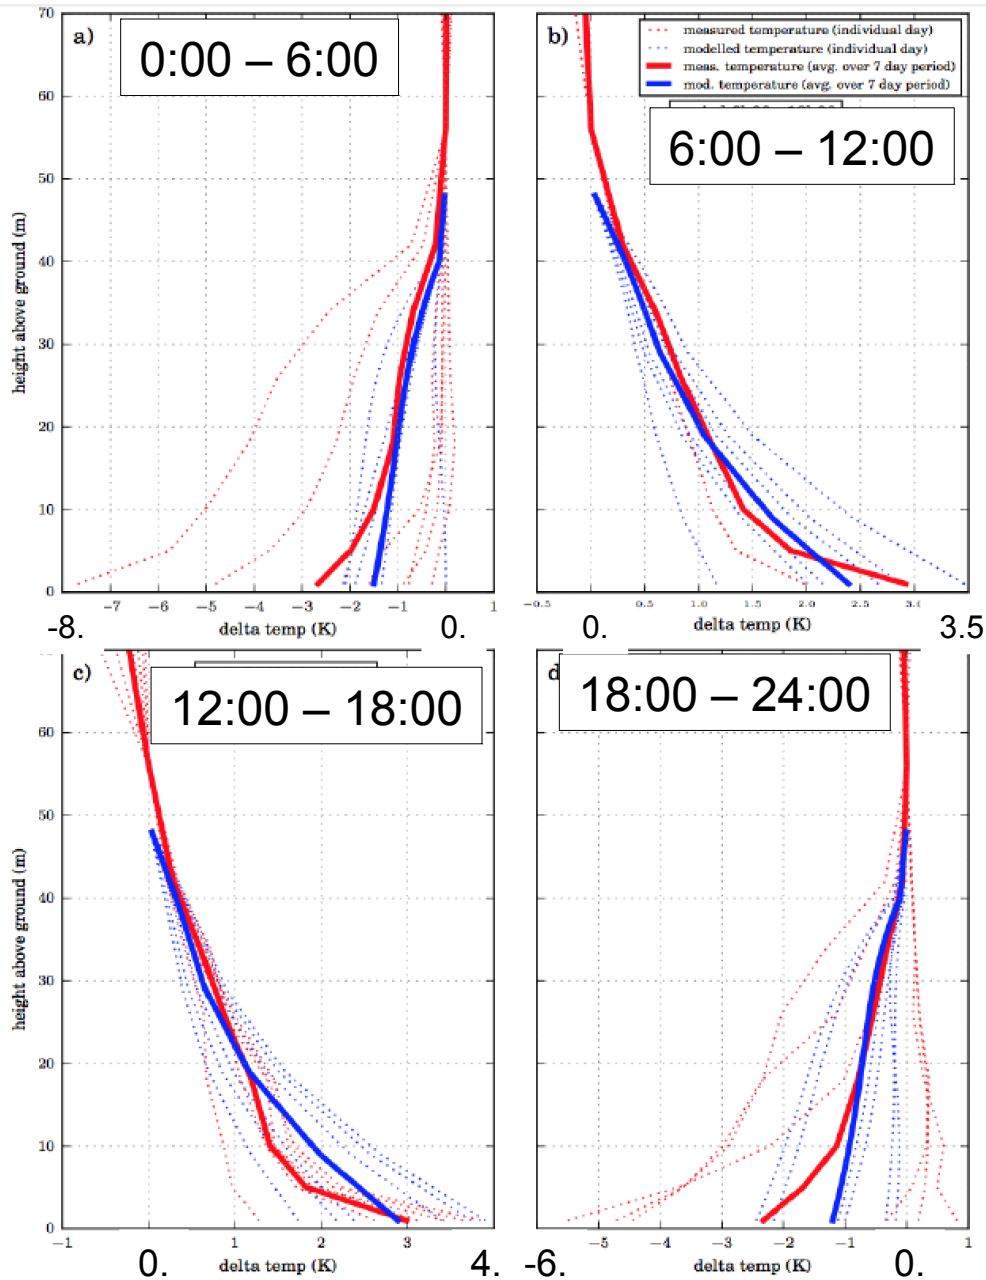 70
a)
0:00 – 6:00
60
50
40
30
20
10
0
height above ground (m)
−7 −6 −5 −4 −3 −2 −1 1
-8. delta temp (K) 0.
b)
measured temperature (individual day)
modelled temperature (individual day)
meas. temperature (avg. over 7 day period)
mod. temperature (avg. over 7 day period)
6:00 – 12:00
−0.5 0.5 1.0 1.5 2.0 2.5 3.0
0. delta temp (K) 3.5
c)
12:00 – 18:00
60
50
40
30
20
10
0
height above ground (m)
−1 1 2 3
0. delta temp (K) 4.
d
18:00 – 24:00
−5 −4 −3 −2 −1 1
-6. delta temp (K) 0.